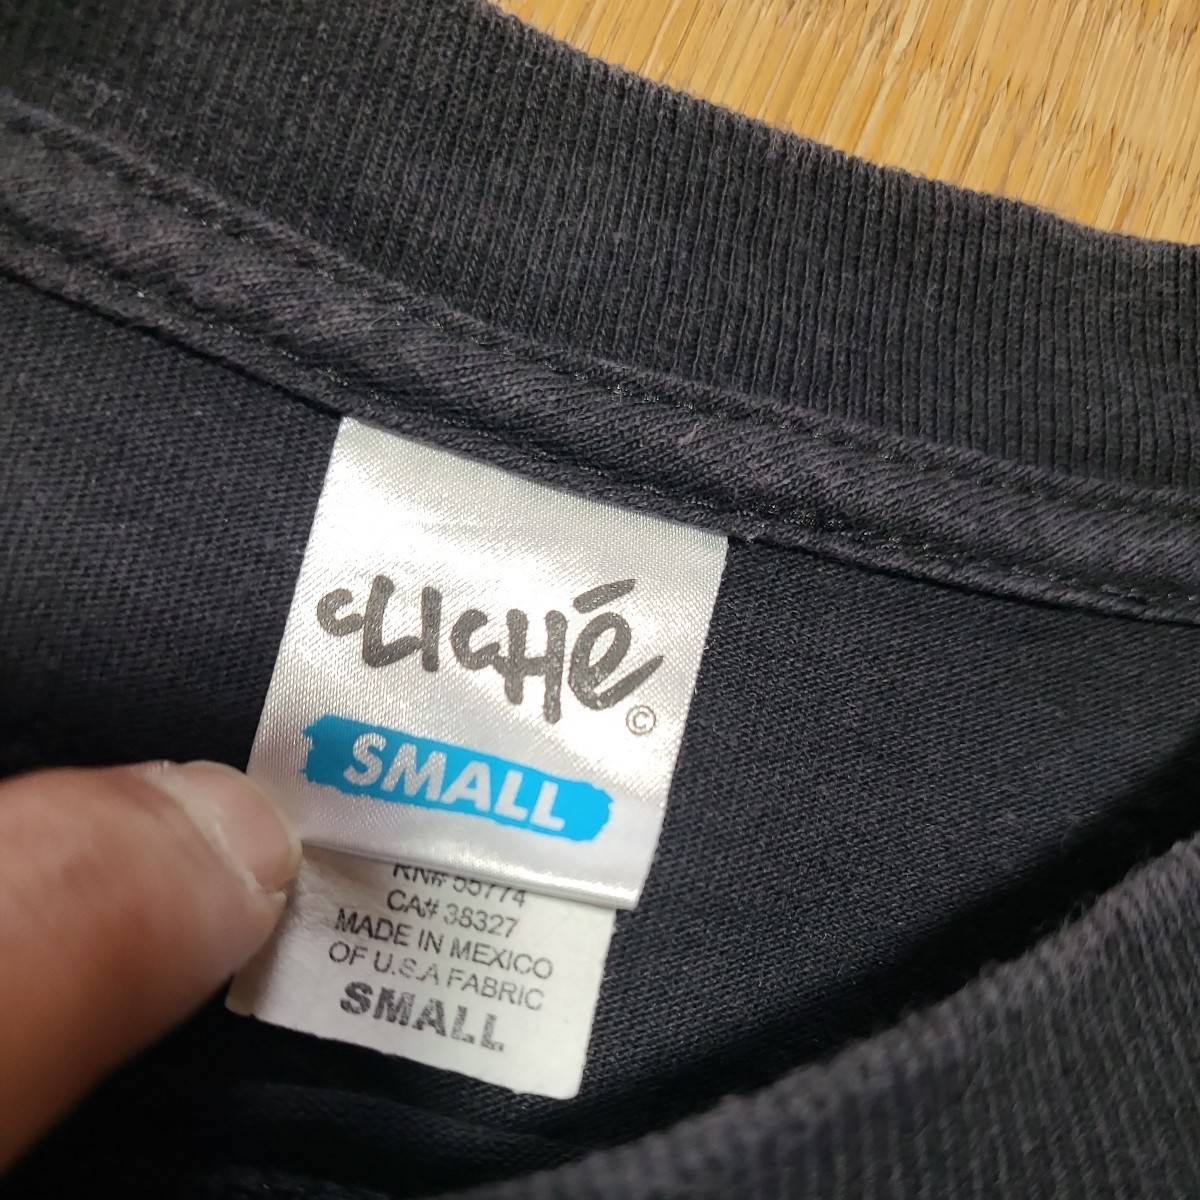 CLICHÉ ©
SMALL
RN# 55774
CA# 38327
MADE IN MEXICO
OF U.S.A FABRIC
SMALL